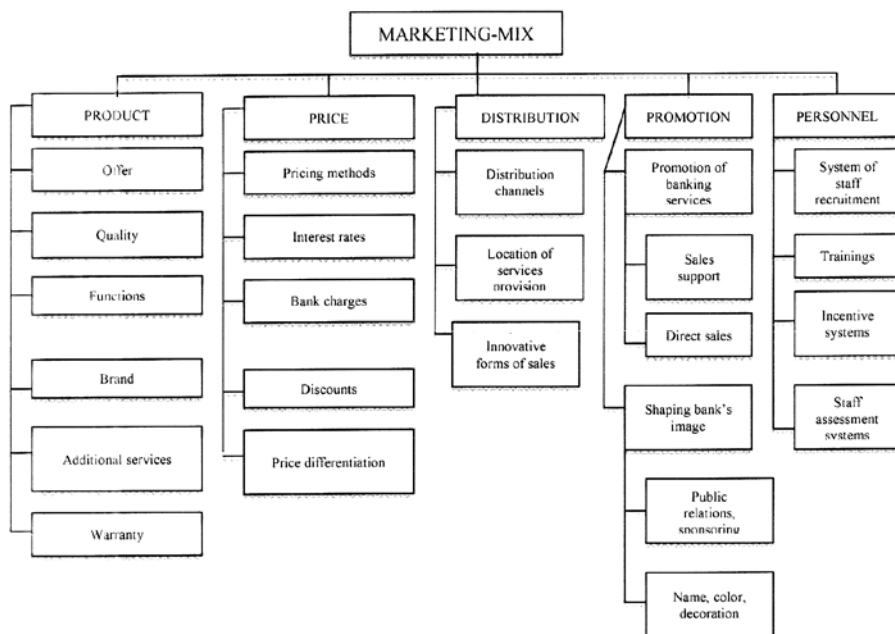 MARKETING-MIX
PRODUCT
Offer
Quality
Functions
Brand
Additional services
Warranty
PRICE
Pricing methods
Interest rates
Bank charges
Discounts
Price differentiation
DISTRIBUTION
Distribution
channels
Location of
services
provision
Innovative
forms of sales
PROMOTION
Promotion of
banking
services
Sales
support
Direct sales
Shaping bank's
image
Public
relations,
sponsoring
Name, color,
decoration
PERSONNEL
System of
staff
recruitment
Trainings
Incentive
systems
Staff
assessment
systems